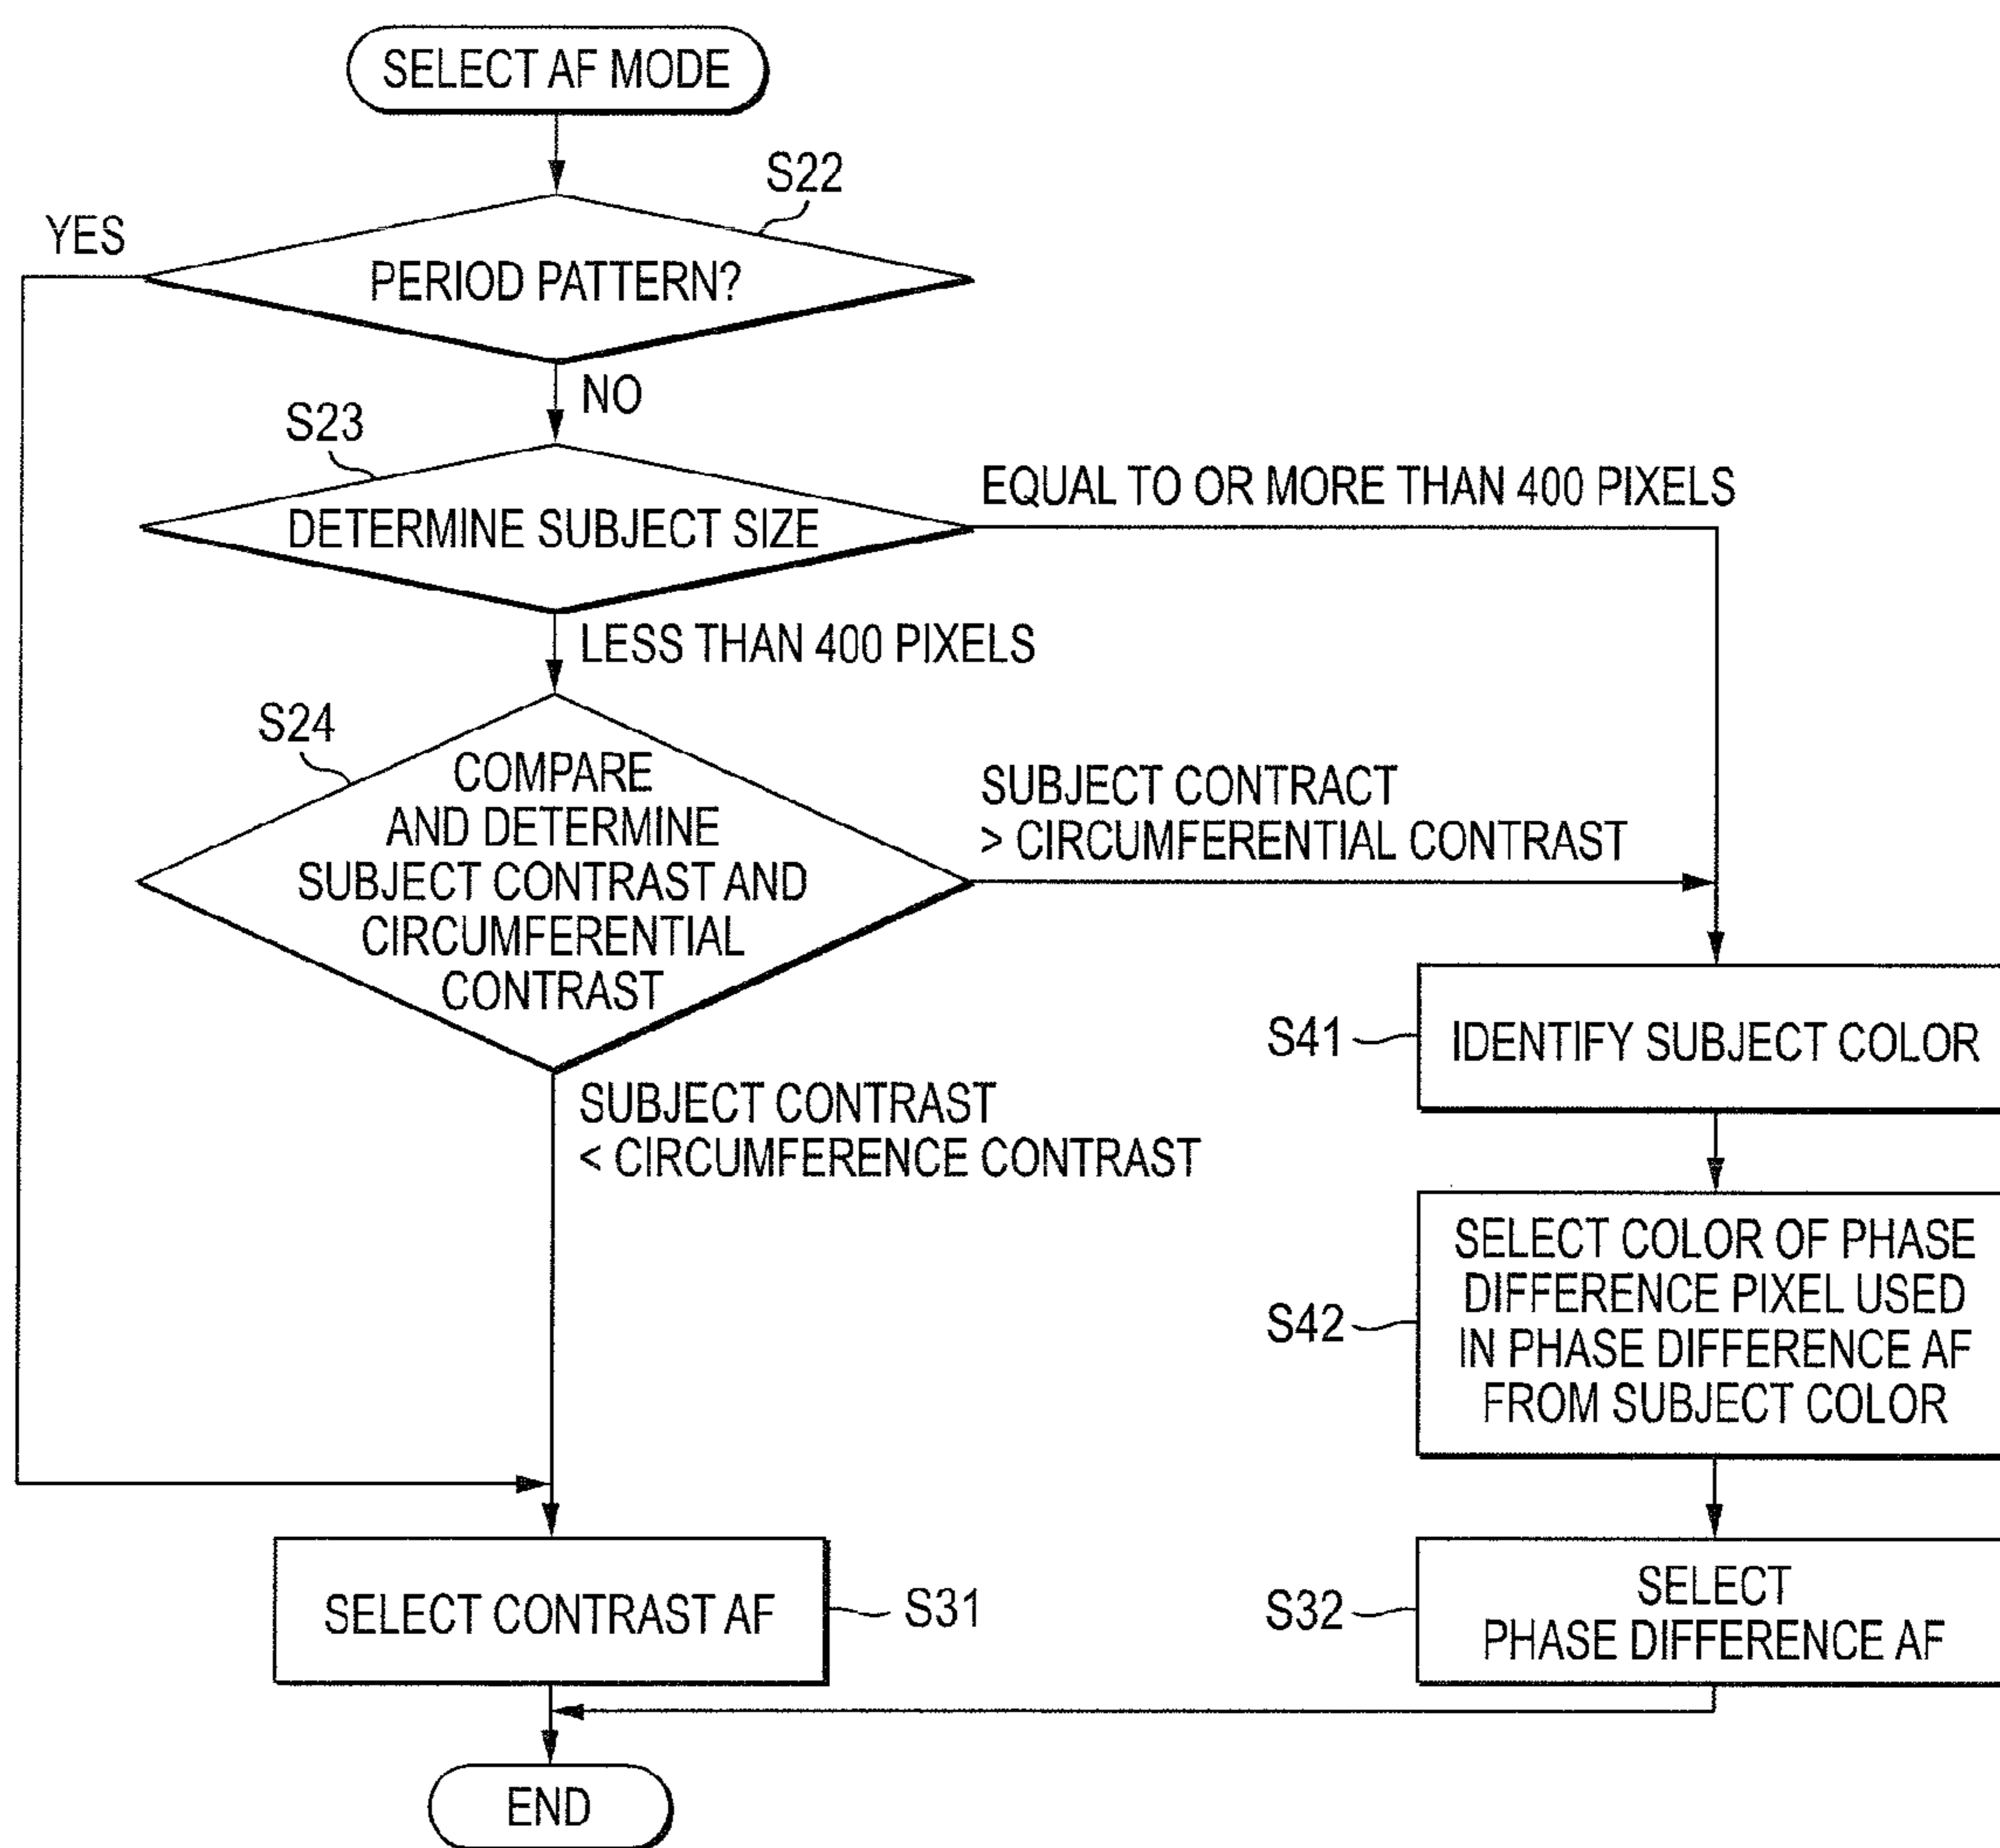 SELECT AF MODE
S22
YES
PERIOD PATTERN?
NO
S23
EQUAL TO OR MORE THAN 400 PIXELS
DETERMINE SUBJECT SIZE
LESS THAN 400 PIXELS
S24
COMPARE
AND DETERMINE
SUBJECT CONTRAST AND
CIRCUMFERENTIAL
CONTRAST
SUBJECT CONTRACT
> CIRCUMFERENTIAL CONTRAST
SUBJECT CONTRAST
< CIRCUMFERENCE CONTRAST
S41
IDENTIFY SUBJECT COLOR
S42
SELECT COLOR OF PHASE
DIFFERENCE PIXEL USED
IN PHASE DIFFERENCE AF
FROM SUBJECT COLOR
SELECT CONTRAST AF
S31
S32
SELECT
PHASE DIFFERENCE AF
END